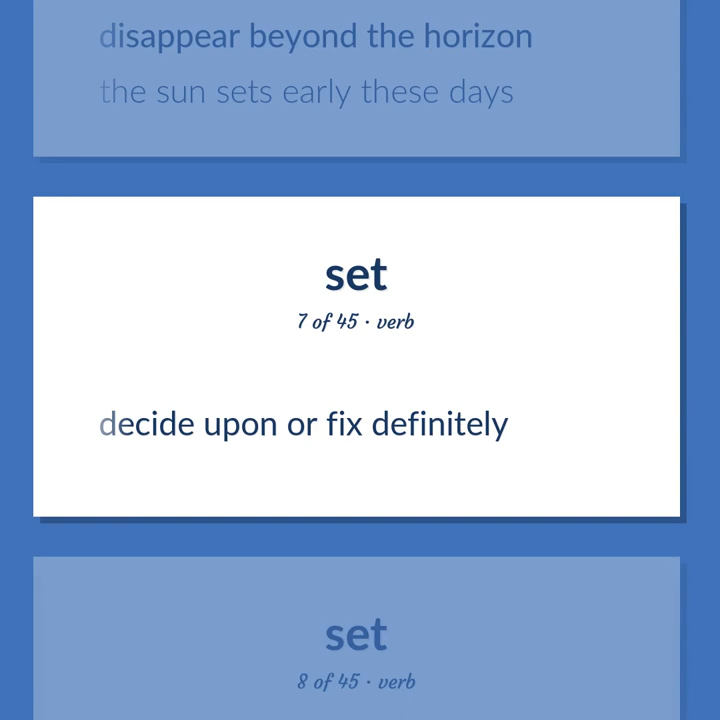 disappear beyond the horizon
the sun sets early these days
set
7 of 45 · verb
decide upon or fix definitely
set
8 of 45 · verb